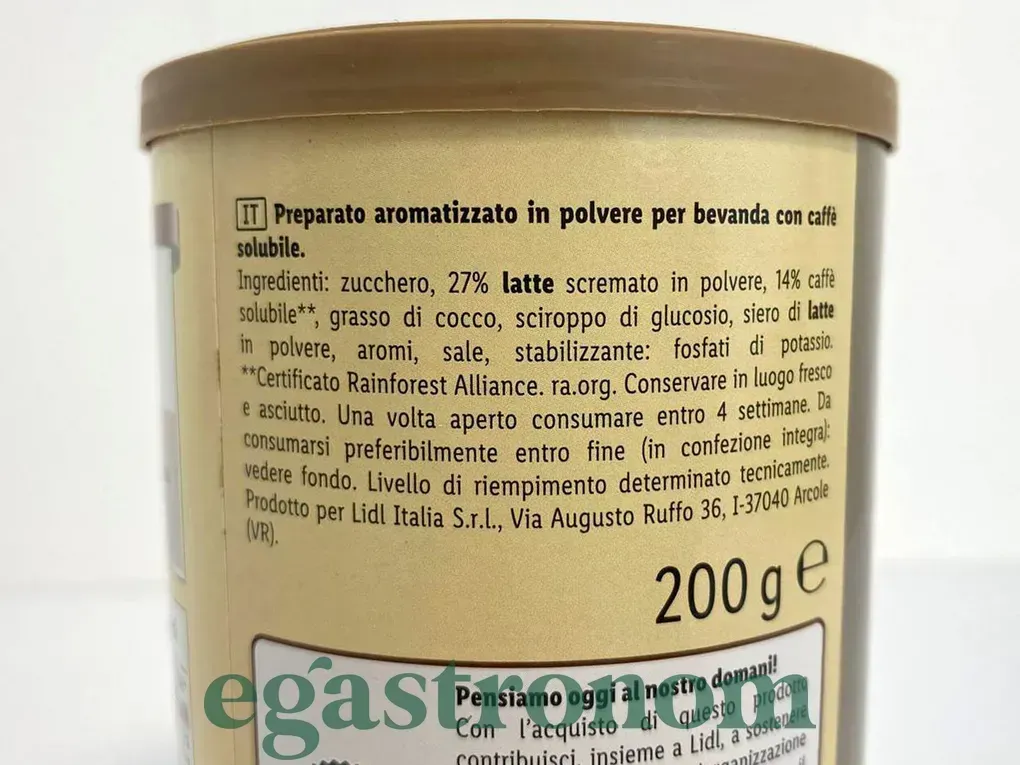 IT Preparato aromatizzato in polvere per bevanda con caffè
solubile.
Ingredienti: zucchero, 27% latte scremato in polvere, 14% caffè
solubile**, grasso di cocco, sciroppo di glucosio, siero di latte
in polvere, aromi, sale, stabilizzante: fosfati di potassio.
**Certificato Rainforest Alliance. ra.org. Conservare in luogo fresco
e asciutto. Una volta aperto consumare entro 4 settimane. Da
consumarsi preferibilmente entro fine (in confezione integra):
vedere fondo. Livello di riempimento determinato tecnicamente.
Prodotto per Lidl Italia S.r.l., Via Augusto Ruffo 36, I-37040 Arcole
(VR).
200 g e
Pensiamo oggi al nostro domani!
egastronom
Con l'acquisto di questo prodotto
contribuisci, insieme a Lidl, a sostenere